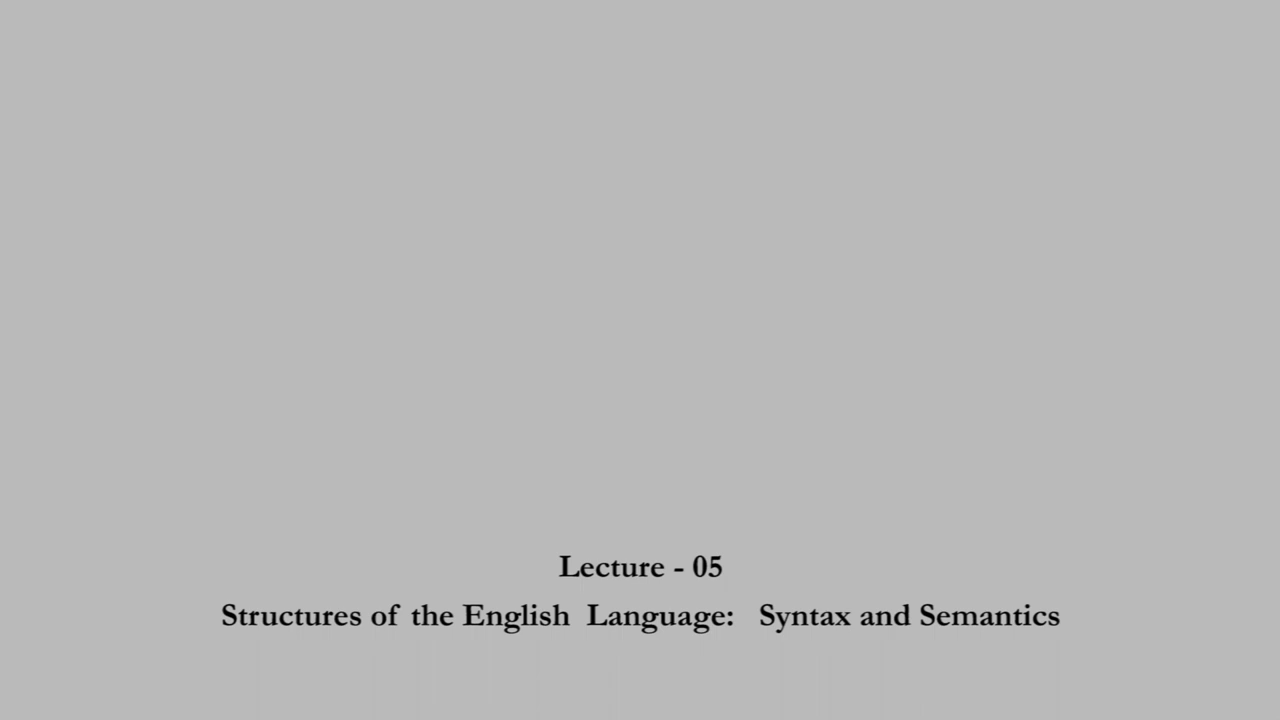 Lecture - 05
Structures of the English Language: Syntax and Semantics